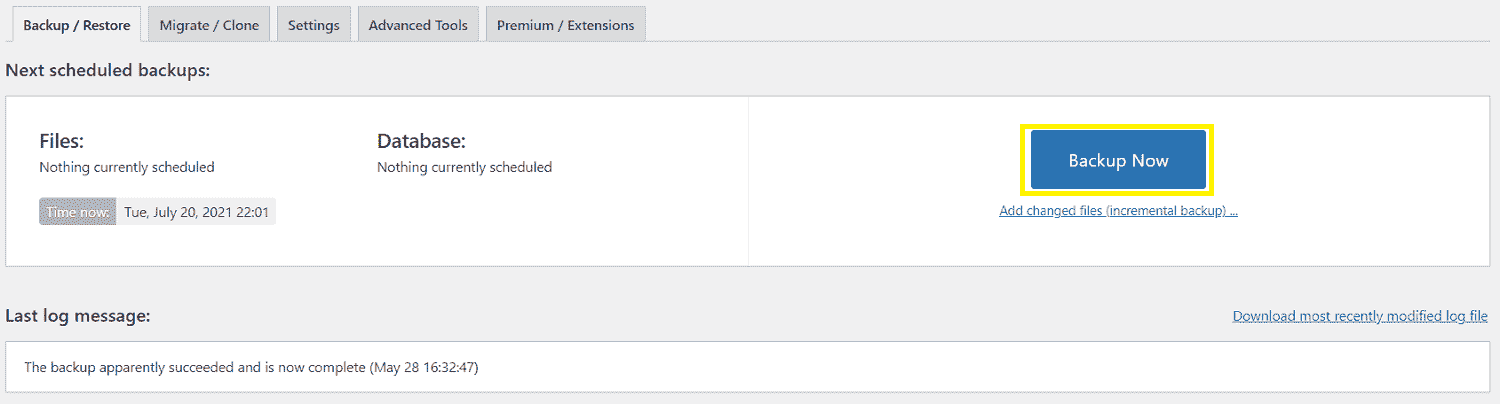 Backup / Restore Migrate / Clone Settings Advanced Tools Premium / Extensions
Next scheduled backups:
Files: Database:
Nothing currently scheduled Nothing currently scheduled
Backup Now
Time now: Tue, July 20, 2021 22:01
Add changed files (incremental backup) ...
Last log message: Download most recently modified log file
The backup apparently succeeded and is now complete (May 28 16:32:47)